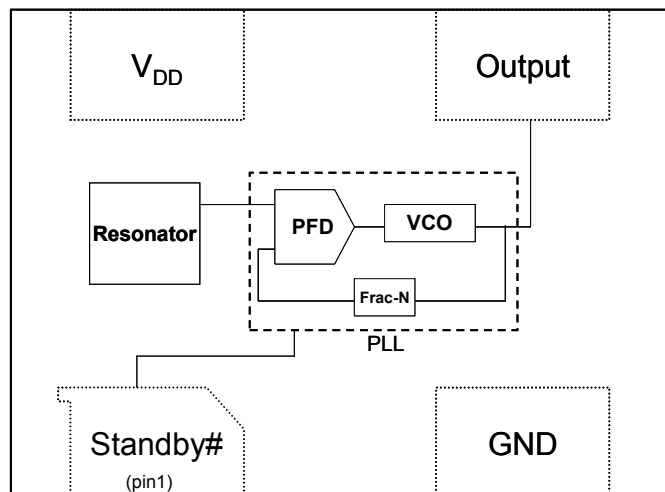 VDD
Output
Resonator
PFD
VCO
Frac-N
PLL
Standby#
(pin1)
GND